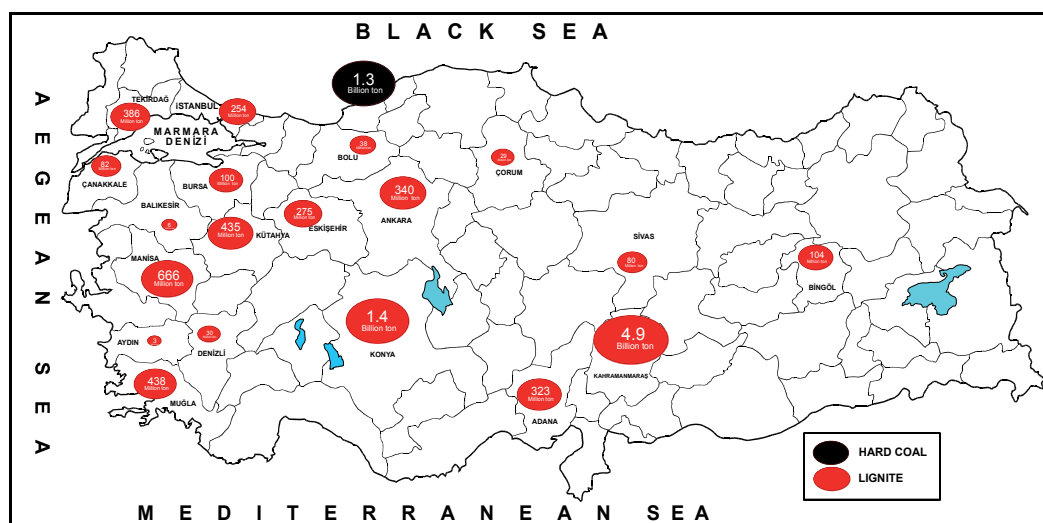 BLACK SEA
AEGEAN SEA
MEDITERRANEAN SEA
1.3
Billion ton
TEKİRDAĞ
386
Million ton
İSTANBUL
254
Million ton
MARMARA
DENİZİ
82
Million ton
ÇANAKKALE
BURSA
100
Million ton
38
BOLU
29
ÇORUM
340
Million ton
ANKARA
BALIKESİR
435
Million ton
KÜTAHYA
275
Million ton
ESKİŞEHİR
SİVAS
80
Million ton
104
Million ton
BİNGÖL
MANİSA
666
Million ton
1.4
Billion ton
KONYA
4.9
Billion ton
KAHRAMANMARAŞ
AYDIN
3
30
DENİZLİ
438
Million ton
MUĞLA
323
Million ton
ADANA
HARD COAL
LIGNITE